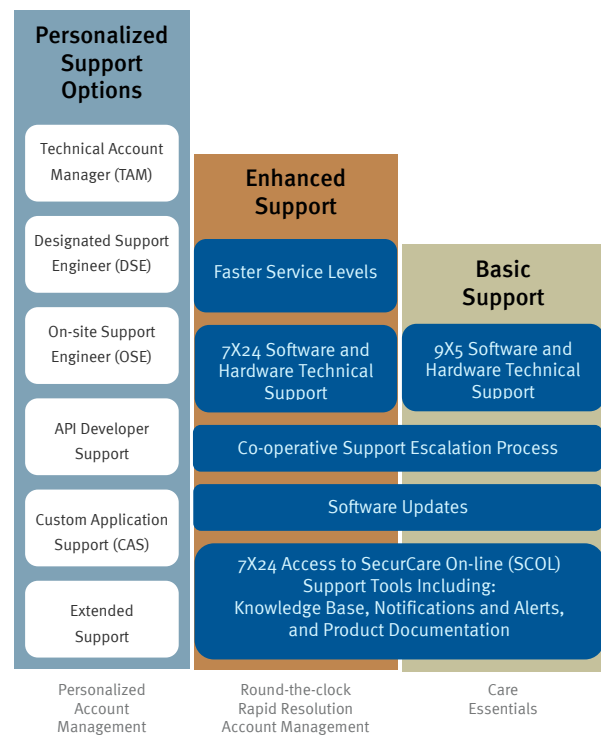 Personalized
Support
Options
Technical Account
Manager (TAM)
Designated Support
Engineer (DSE)
On-site Support
Engineer (OSE)
API Developer
Support
Custom Application
Support (CAS)
Extended
Support
Personalized
Account
Management
Enhanced
Support
Faster Service Levels
7X24 Software and
Hardware Technical
Support
Basic
Support
9X5 Software and
Hardware Technical
Support
Co-operative Support Escalation Process
Software Updates
7X24 Access to SecurCare On-line (SCOL)
Support Tools Including:
Knowledge Base, Notifications and Alerts,
and Product Documentation
Round-the-clock
Rapid Resolution
Account Management
Care
Essentials